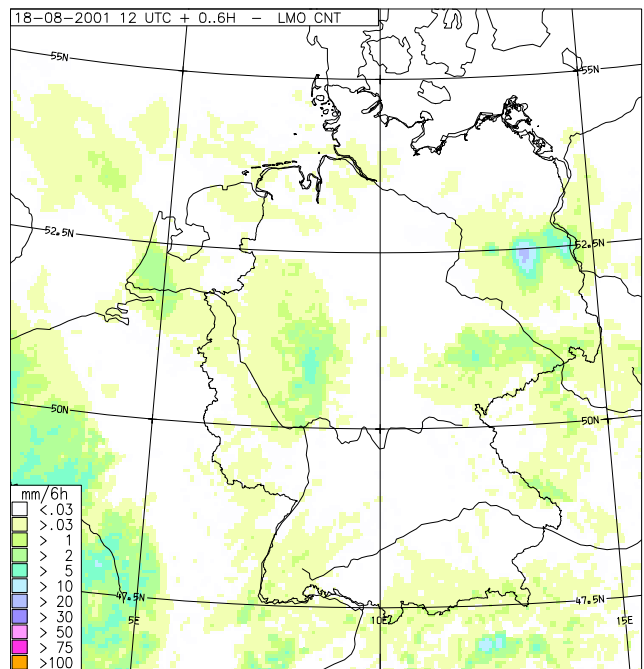 18-08-2001 12 UTC + 0..6H - LMO CNT
55N
55N
52.5N
52.5N
50N
50N
mm/6h
<.03
>.03
> 1
> 2
> 5
> 10
> 20
> 30
> 50
> 75
>100
47.5N
47.5N
5E
10E
15E